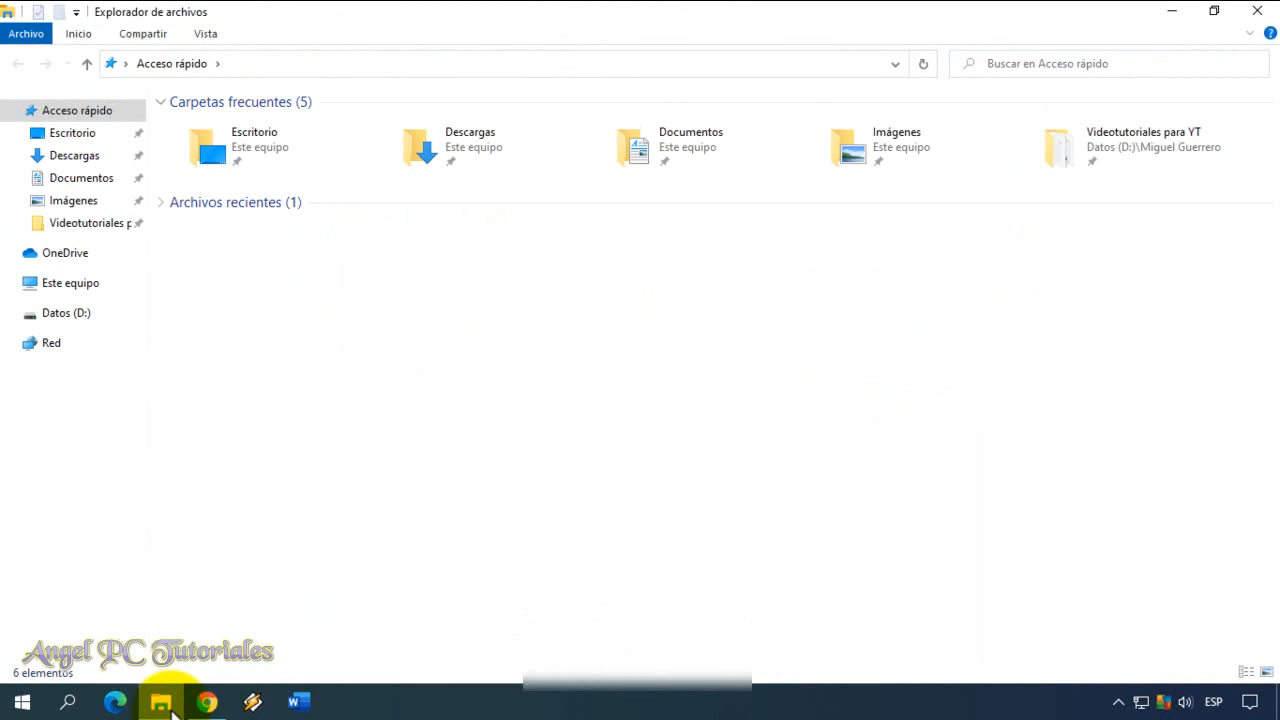 Explorador de archivos
Archivo Inicio Compartir Vista
Acceso rápido
Buscar en Acceso rápido
Acceso rápido
Escritorio
Descargas
Documentos
Imágenes
Videotutoriales p
OneDrive
Este equipo
Datos (D:)
Red
Carpetas frecuentes (5)
Escritorio
Este equipo
Descargas
Este equipo
Documentos
Este equipo
Imágenes
Este equipo
Videotutoriales para YT
Datos (D:)\Miguel Guerrero
Archivos recientes (1)
Angel PC Tutoriales
6 elementos
ESP